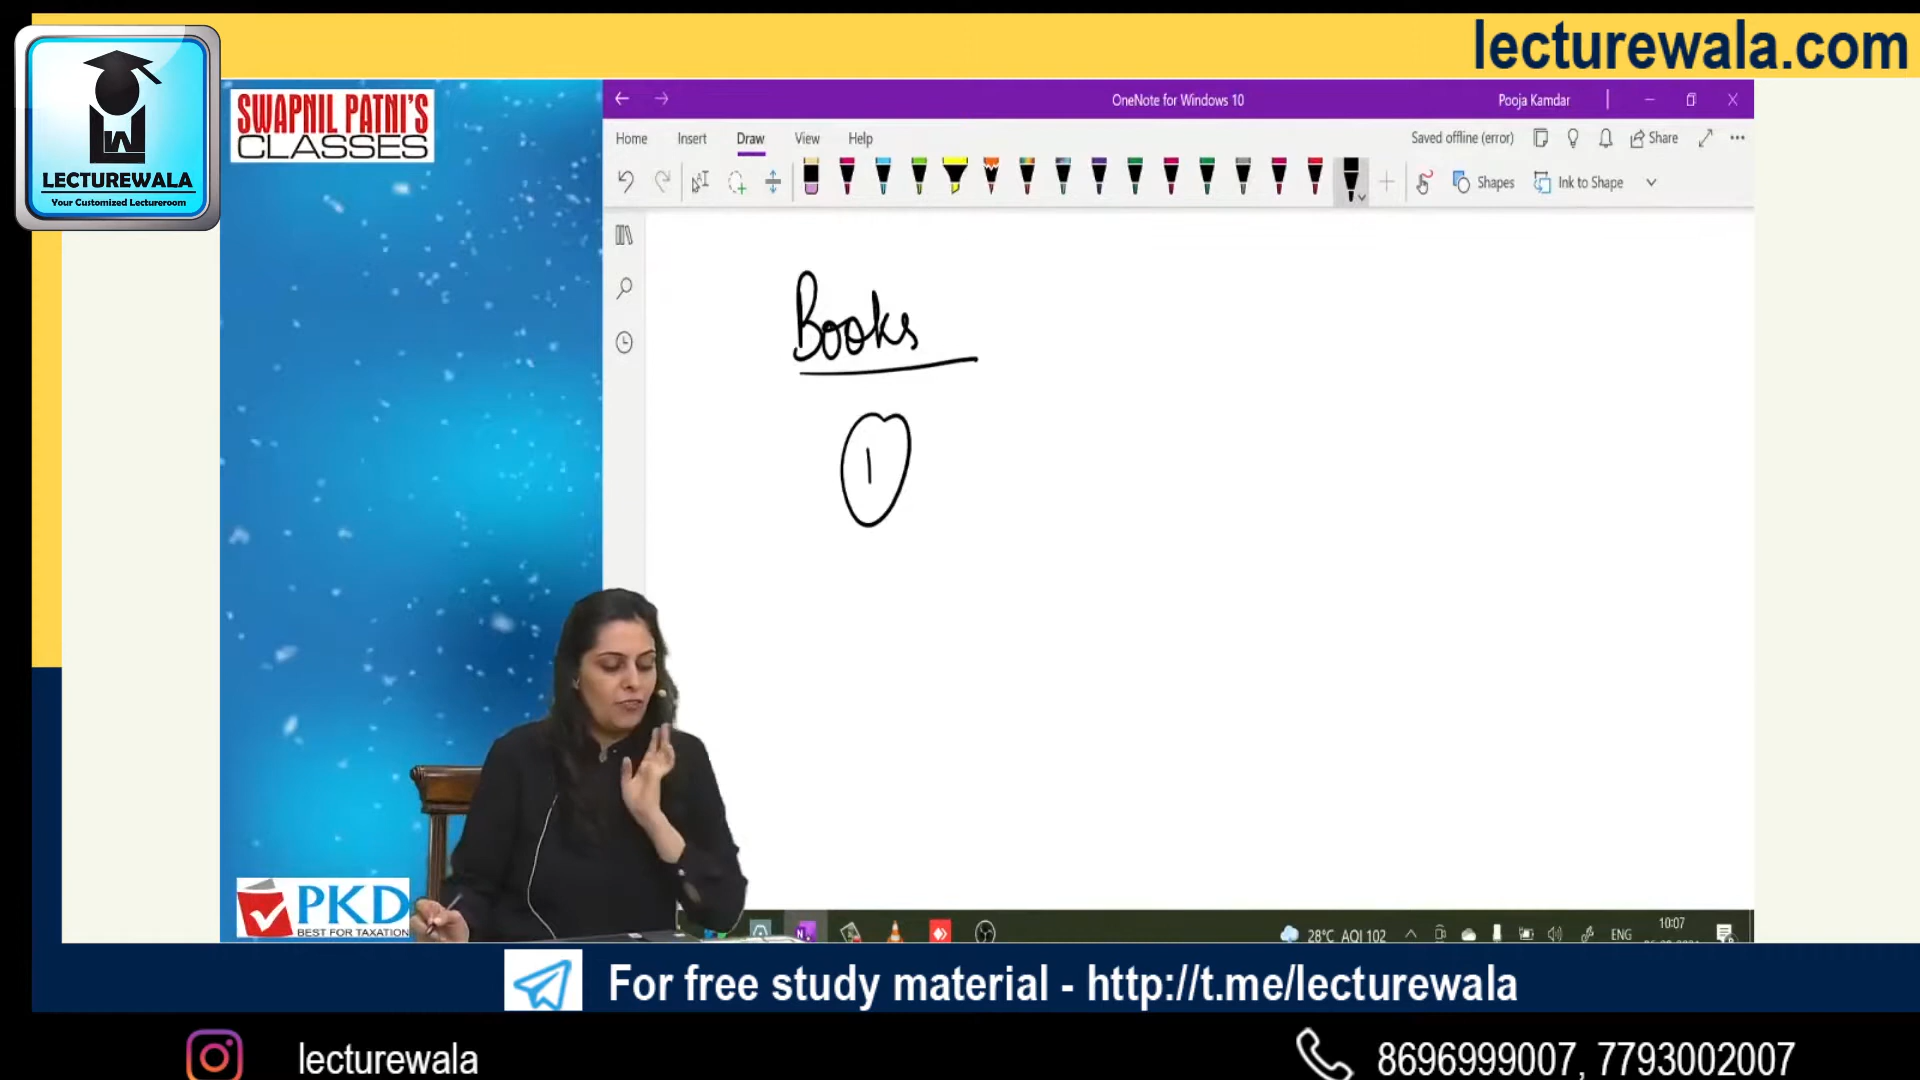 lecturewala.com
LW
LECTUREWALA
Your Customized Lectureroom
SWAPNIL PATNI'S
CLASSES
OneNote for Windows 10
Pooja Kamdar
Home Insert Draw View Help
Saved offline (error)
Share
Shapes
Ink to Shape
Books
1
PKD
BEST FOR TAXATION
28°C AQI 102
ENG
10:07
For free study material - http://t.me/lecturewala
lecturewala
8696999007, 7793002007